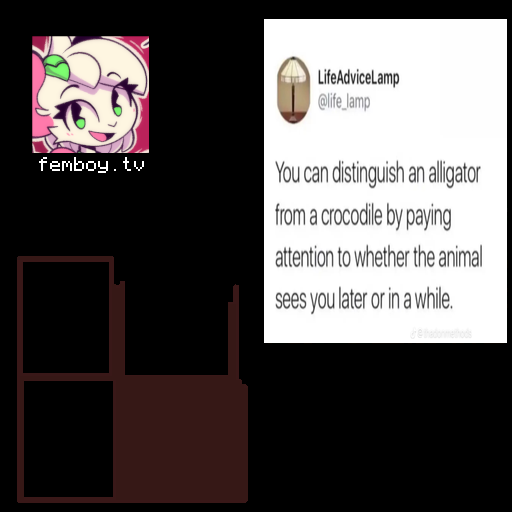 femboy.tv
LifeAdviceLamp
@life_lamp
You can distinguish an alligator
from a crocodile by paying
attention to whether the animal
sees you later or in a while.